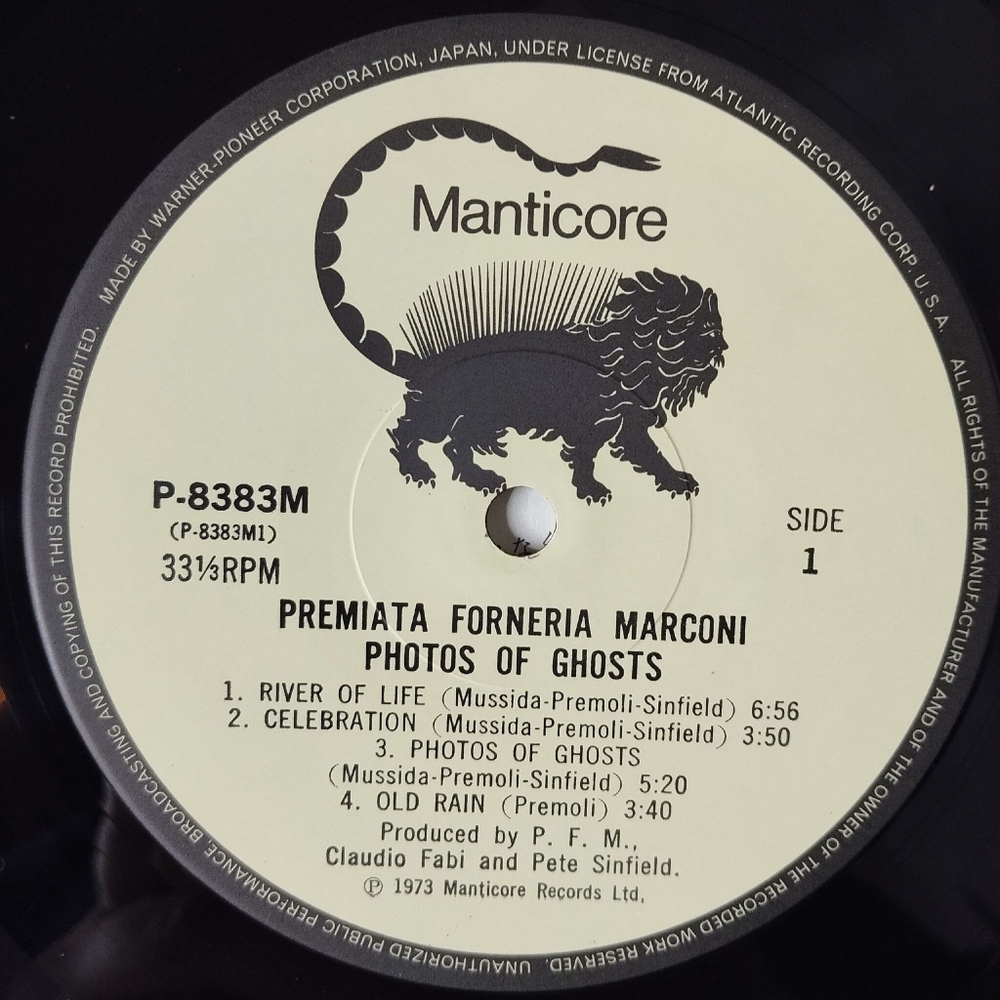 MADE BY WARNER-PIONEER CORPORATION, JAPAN, UNDER LICENSE FROM ATLANTIC RECORDING CORP. U.S.A.
ALL RIGHTS OF THE MANUFACTURER AND OF THE OWNER OF THE RECORDED WORK RESERVED.
UNAUTHORIZED PUBLIC PERFORMANCE, BROADCASTING AND COPYING OF THIS RECORD PROHIBITED.
Manticore
P-8383M
(P-8383M1)
33⅓RPM
SIDE
1
PREMIATA FORNERIA MARCONI
PHOTOS OF GHOSTS
1. RIVER OF LIFE (Mussida-Premoli-Sinfield) 6:56
2. CELEBRATION (Mussida-Premoli-Sinfield) 3:50
3. PHOTOS OF GHOSTS
(Mussida-Premoli-Sinfield) 5:20
4. OLD RAIN (Premoli) 3:40
Produced by P. F. M.,
Claudio Fabi and Pete Sinfield.
℗ 1973 Manticore Records Ltd,